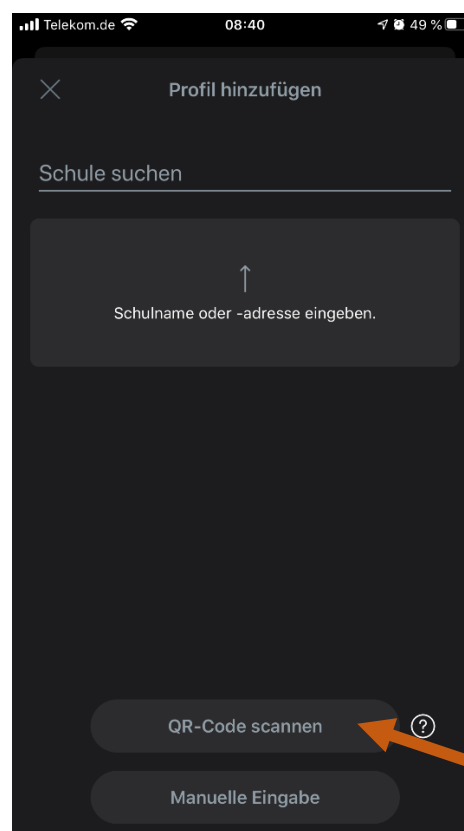 Telekom.de 08:40 49 %
Profil hinzufügen
Schule suchen
Schulname oder -adresse eingeben.
QR-Code scannen ?
Manuelle Eingabe